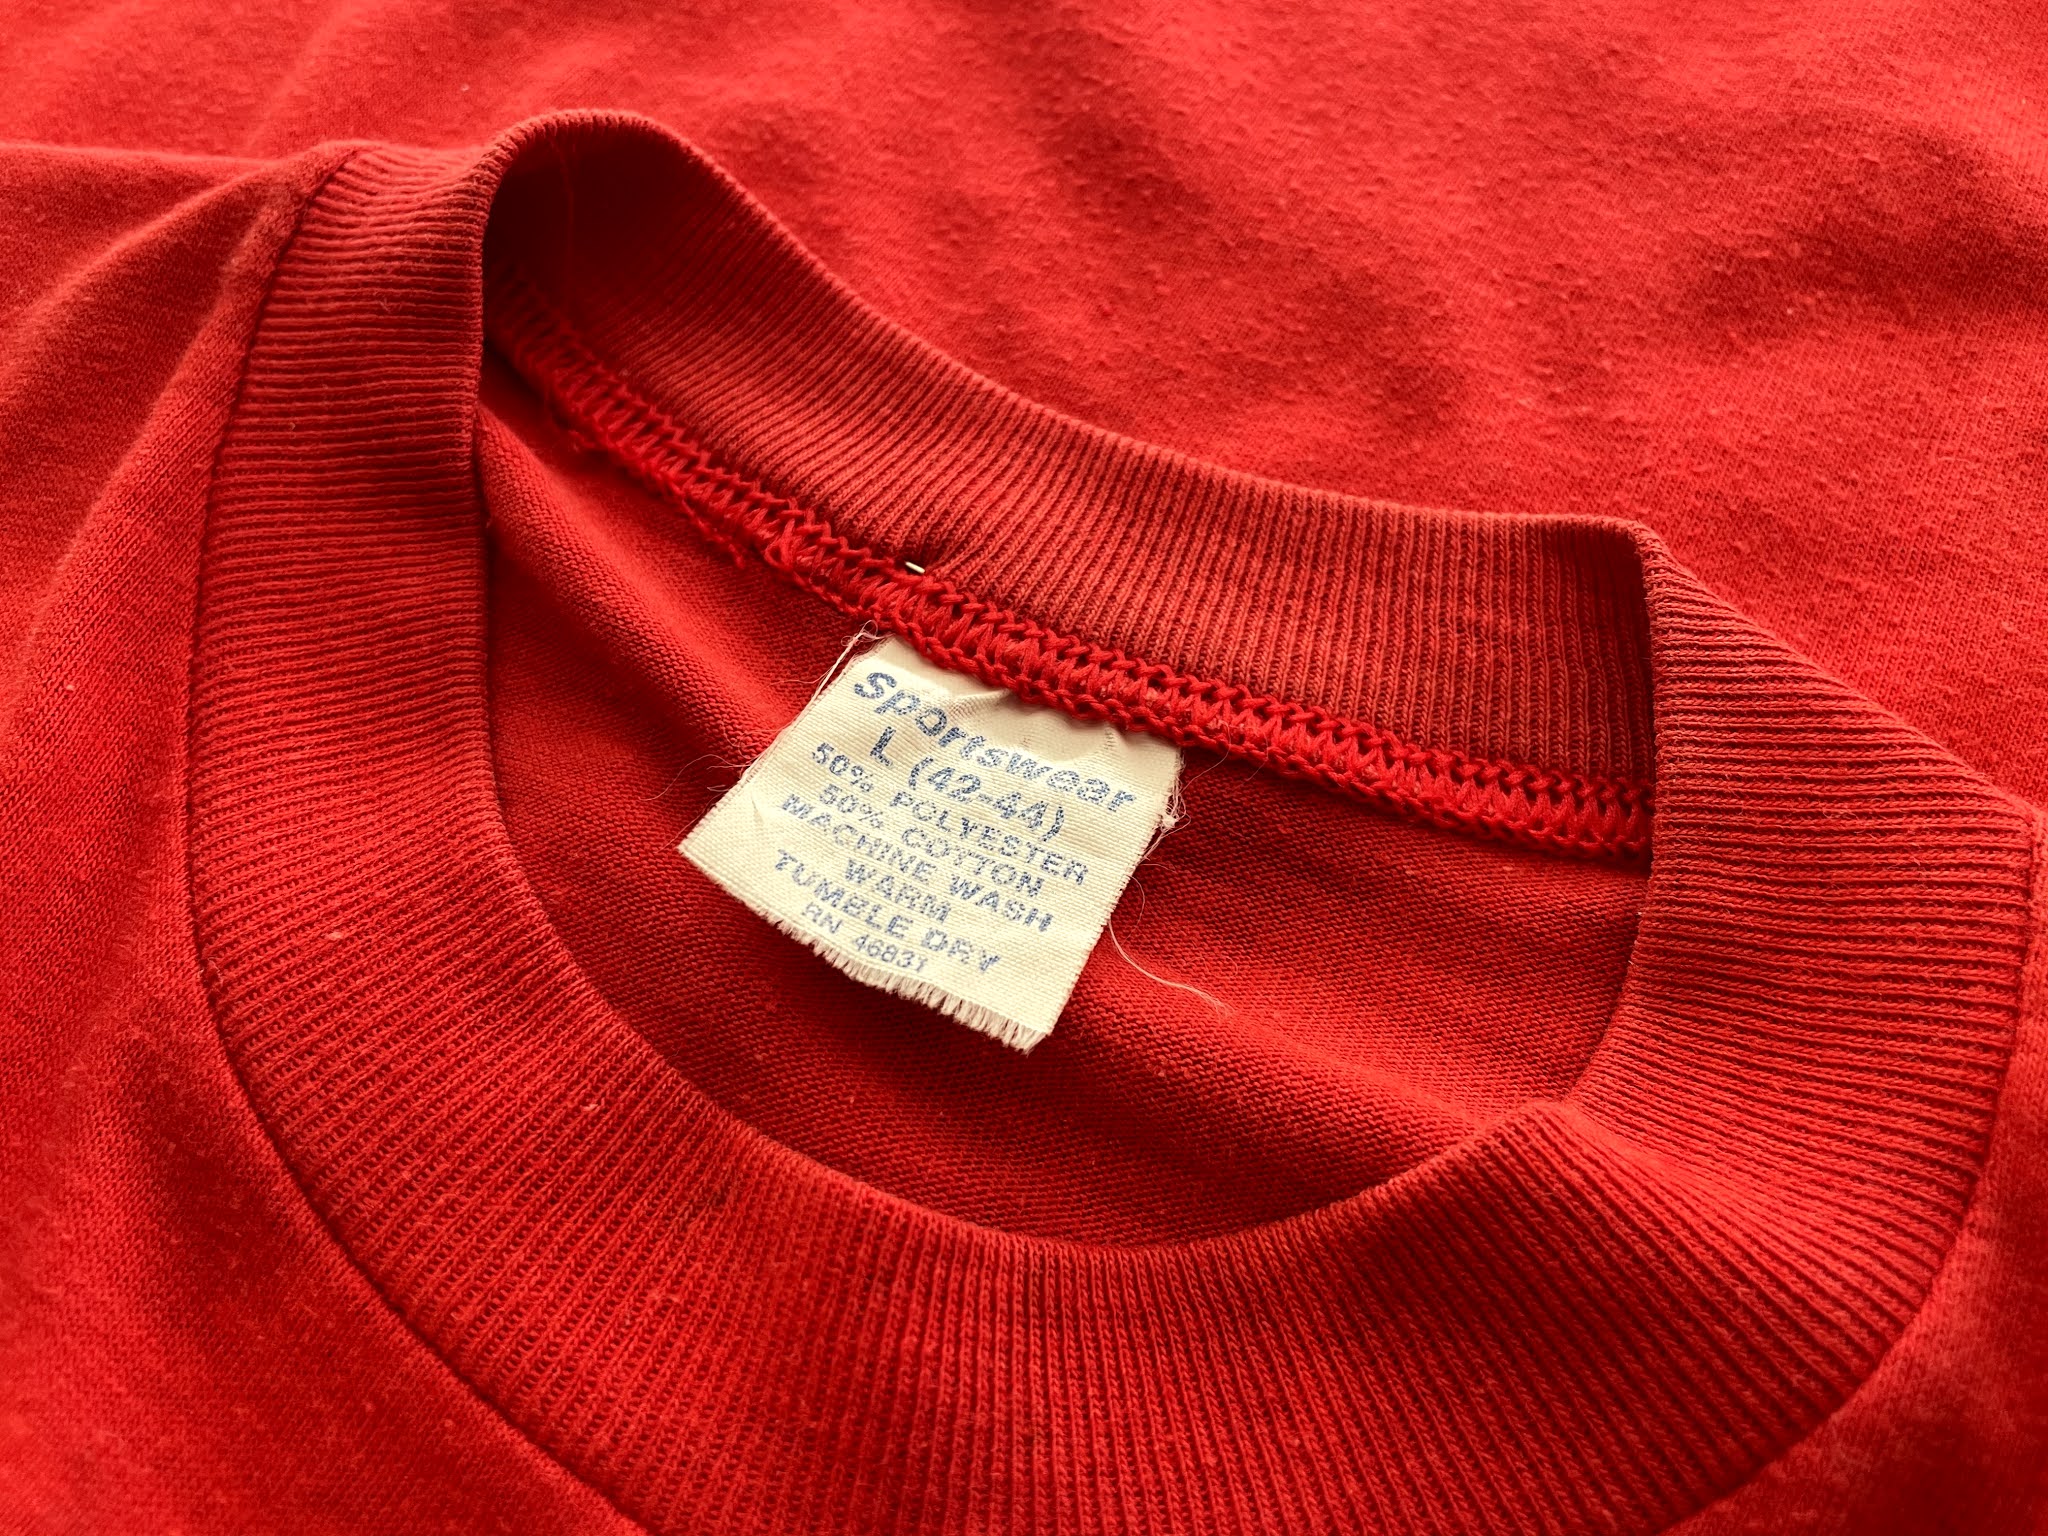 Sportswear
L (42-44)
50% POLYESTER
50% COTTON
MACHINE WASH
WARM
TUMBLE DRY
RN 46837